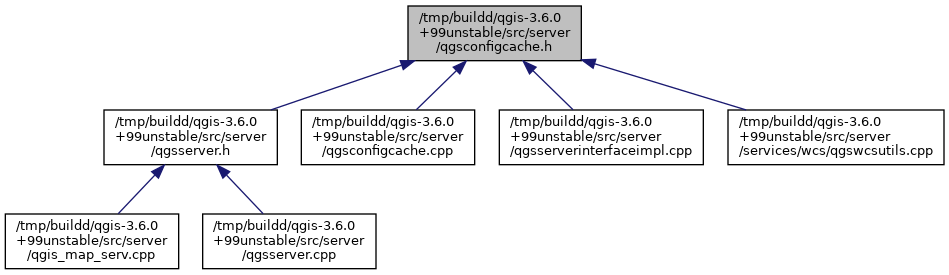 /tmp/buildd/qgis-3.6.0
+99unstable/src/server
/qgsconfigcache.h
/tmp/buildd/qgis-3.6.0
+99unstable/src/server
/qgsserver.h
/tmp/buildd/qgis-3.6.0
+99unstable/src/server
/qgsconfigcache.cpp
/tmp/buildd/qgis-3.6.0
+99unstable/src/server
/qgsserverinterfaceimpl.cpp
/tmp/buildd/qgis-3.6.0
+99unstable/src/server
/services/wcs/qgswcsutils.cpp
/tmp/buildd/qgis-3.6.0
+99unstable/src/server
/qgis_map_serv.cpp
/tmp/buildd/qgis-3.6.0
+99unstable/src/server
/qgsserver.cpp